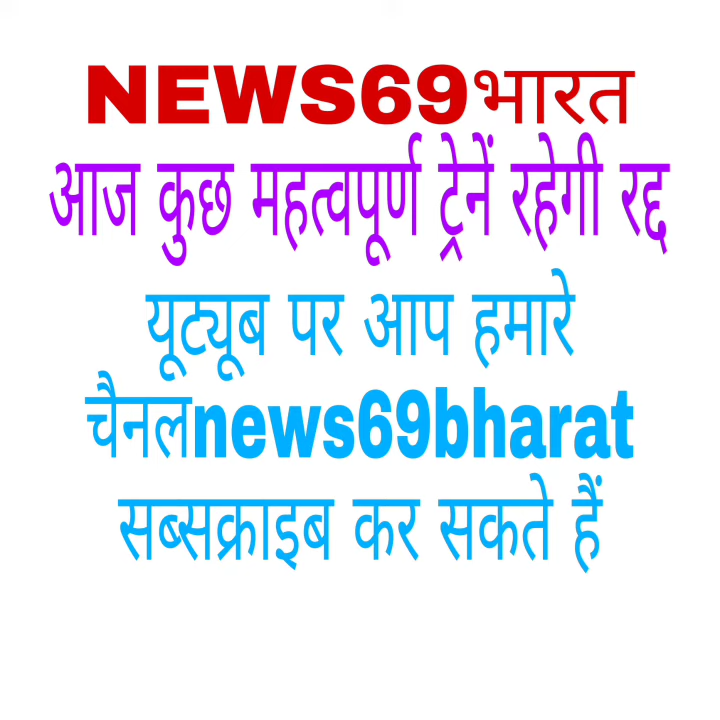 NEWS69भारत
आज कुछ महत्वपूर्ण ट्रेनें रहेगी रद्द
यूट्यूब पर आप हमारे
चैनलnews69bharat
सब्सक्राइब कर सकते हैं